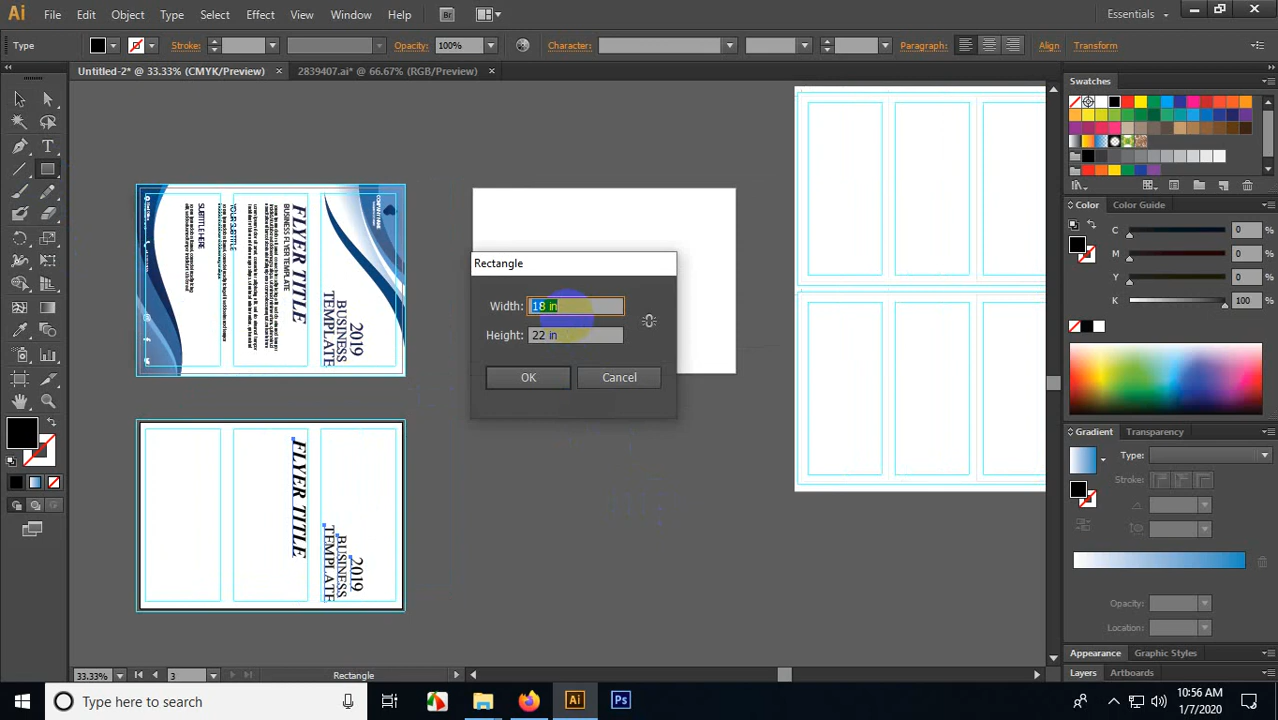 Ai File Edit Object Type Select Effect View Window Help Br Essentials
Type Stroke: Opacity: 100% Character: Paragraph: Align Transform
Untitled-2* @ 33.33% (CMYK/Preview) × 2839407.ai* @ 66.67% (RGB/Preview) ×
Swatches
Color Color Guide
C 0 %
M 0 %
Y 0 %
K 100 %
Gradient Transparency
Type:
Stroke:
Opacity:
Location:
Appearance Graphic Styles
Layers Artboards
Rectangle
Width: 18 in
Height: 22 in
OK Cancel
2019
BUSINESS
TEMPLATE
FLYER TITLE
BUSINESS FLYER TEMPLATE
YOUR SUBTITLE
SUBTITLE HERE
2019
BUSINESS
TEMPLATE
FLYER TITLE
33.33% 3 Rectangle
Type here to search Ai Ps 10:56 AM
1/7/2020